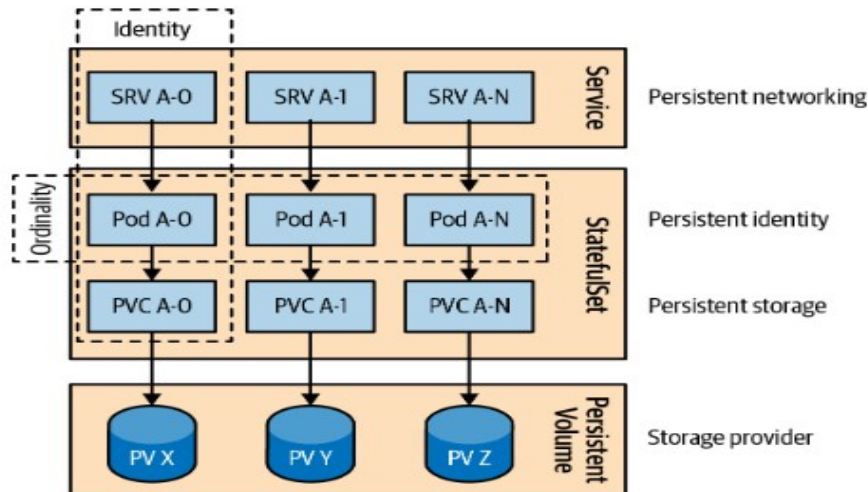 Identity
SRV A-0
SRV A-1
SRV A-N
Service
Persistent networking
Ordinality
Pod A-0
Pod A-1
Pod A-N
StatefulSet
Persistent identity
PVC A-0
PVC A-1
PVC A-N
Persistent storage
PV X
PV Y
PV Z
Persistent
Volume
Storage provider